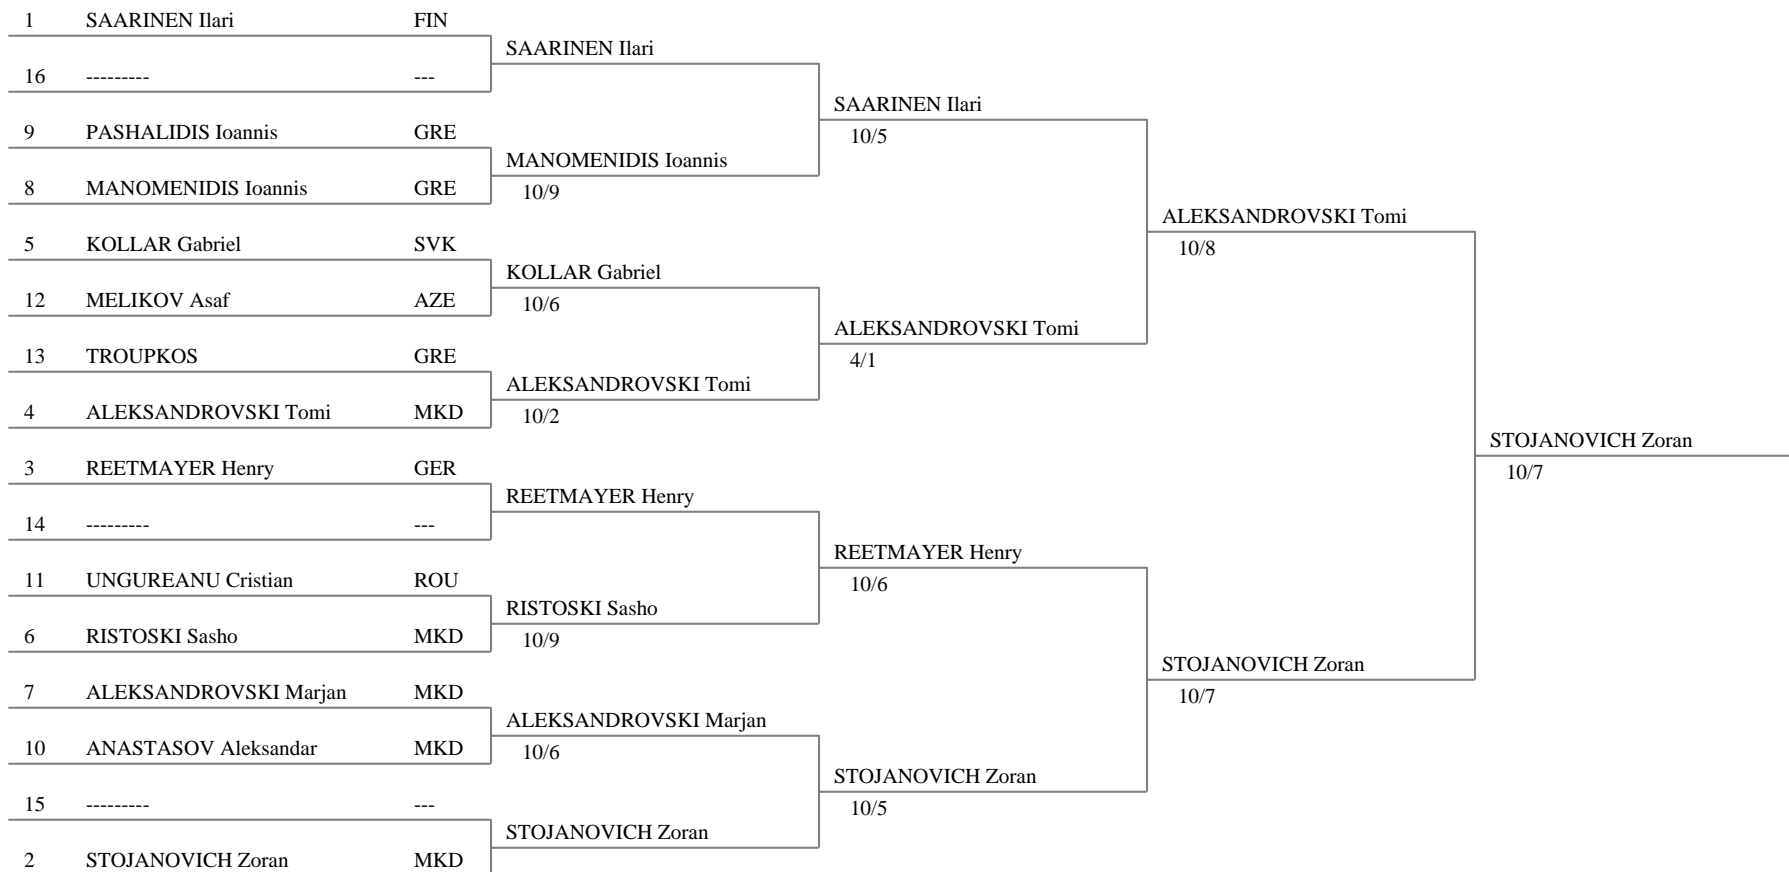 1 SAARINEN Ilari FIN
SAARINEN Ilari
16 --------- ---
SAARINEN Ilari
10/5
9 PASHALIDIS Ioannis GRE
MANOMENIDIS Ioannis
10/9
8 MANOMENIDIS Ioannis GRE
ALEKSANDROVSKI Tomi
10/8
5 KOLLAR Gabriel SVK
KOLLAR Gabriel
10/6
12 MELIKOV Asaf AZE
ALEKSANDROVSKI Tomi
4/1
13 TROUPKOS GRE
ALEKSANDROVSKI Tomi
10/2
4 ALEKSANDROVSKI Tomi MKD
STOJANOVICH Zoran
10/7
3 REETMAYER Henry GER
REETMAYER Henry
14 --------- ---
REETMAYER Henry
10/6
11 UNGUREANU Cristian ROU
RISTOSKI Sasho
10/9
6 RISTOSKI Sasho MKD
STOJANOVICH Zoran
10/7
7 ALEKSANDROVSKI Marjan MKD
ALEKSANDROVSKI Marjan
10/6
10 ANASTASOV Aleksandar MKD
STOJANOVICH Zoran
10/5
15 --------- ---
STOJANOVICH Zoran
2 STOJANOVICH Zoran MKD